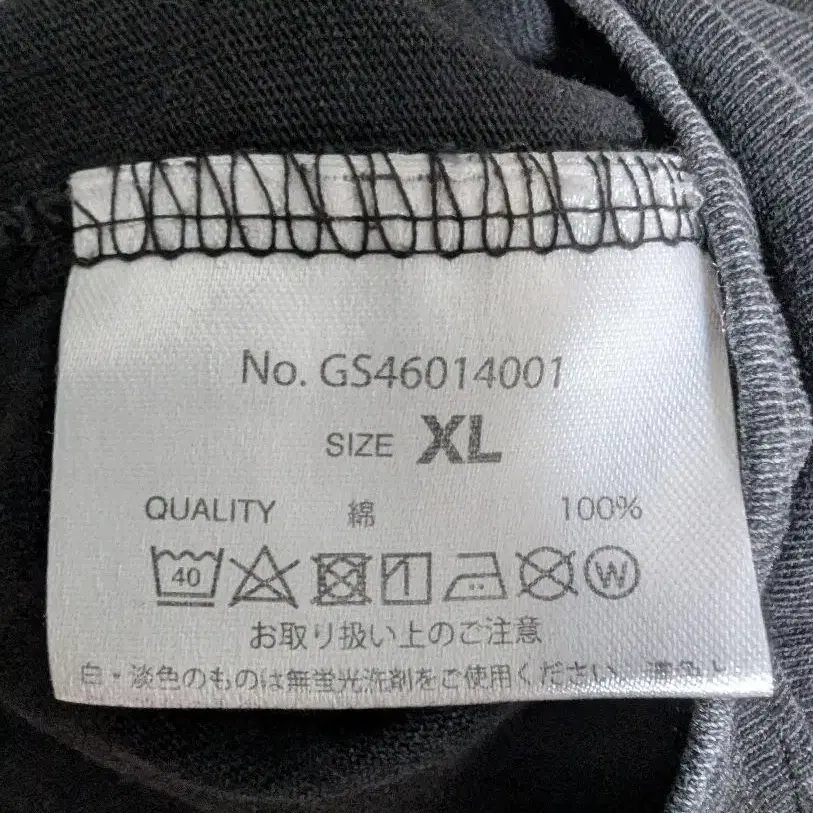 No. GS46014001
SIZE XL
QUALITY 綿 100%
40 W
お取り扱い上のご注意
白・淡色のものは無蛍光洗剤をご使用ください。